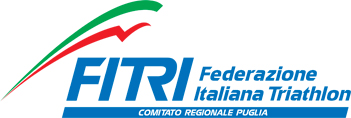 FITRI
Federazione
Italiana Triathlon
COMITATO REGIONALE PUGLIA